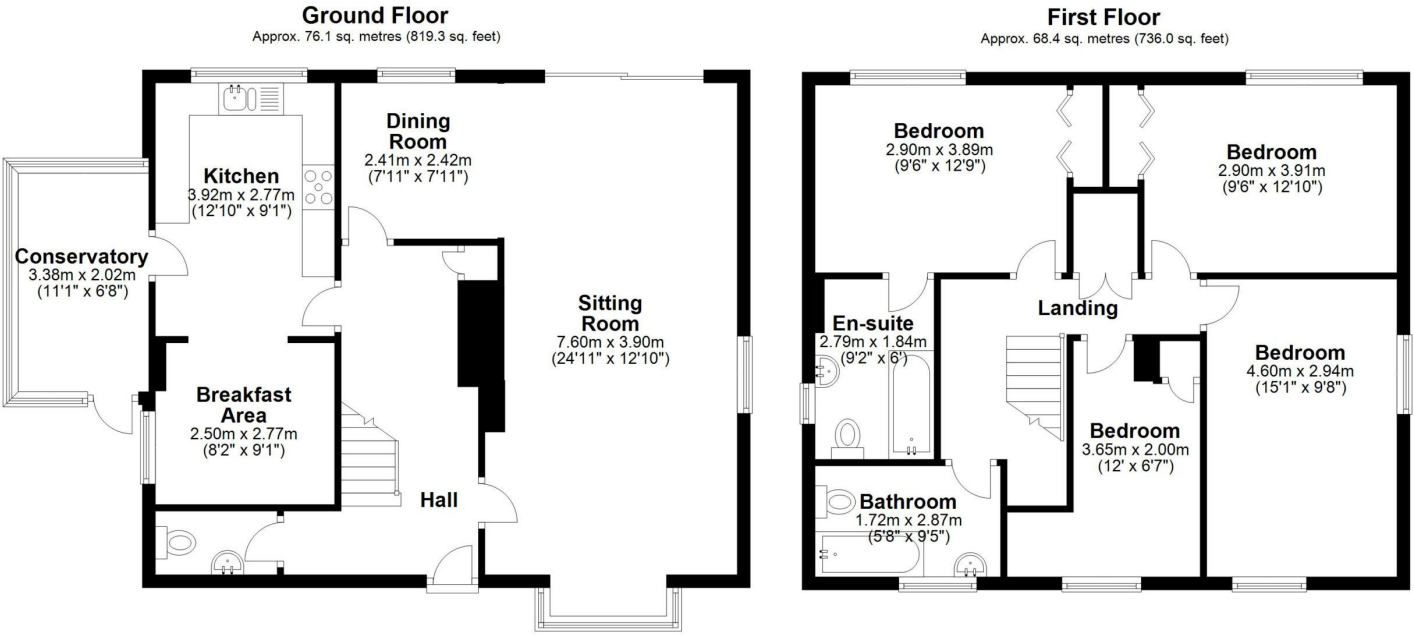 Ground Floor
Approx. 76.1 sq. metres (819.3 sq. feet)
Kitchen
3.92m x 2.77m
(12'10" x 9'1")
Dining
Room
2.41m x 2.42m
(7'11" x 7'11")
Conservatory
3.38m x 2.02m
(11'1" x 6'8")
Sitting
Room
7.60m x 3.90m
(24'11" x 12'10")
Breakfast
Area
2.50m x 2.77m
(8'2" x 9'1")
Hall
First Floor
Approx. 68.4 sq. metres (736.0 sq. feet)
Bedroom
2.90m x 3.89m
(9'6" x 12'9")
Bedroom
2.90m x 3.91m
(9'6" x 12'10")
Landing
En-suite
2.79m x 1.84m
(9'2" x 6')
Bedroom
4.60m x 2.94m
(15'1" x 9'8")
Bedroom
3.65m x 2.00m
(12' x 6'7")
Bathroom
1.72m x 2.87m
(5'8" x 9'5")